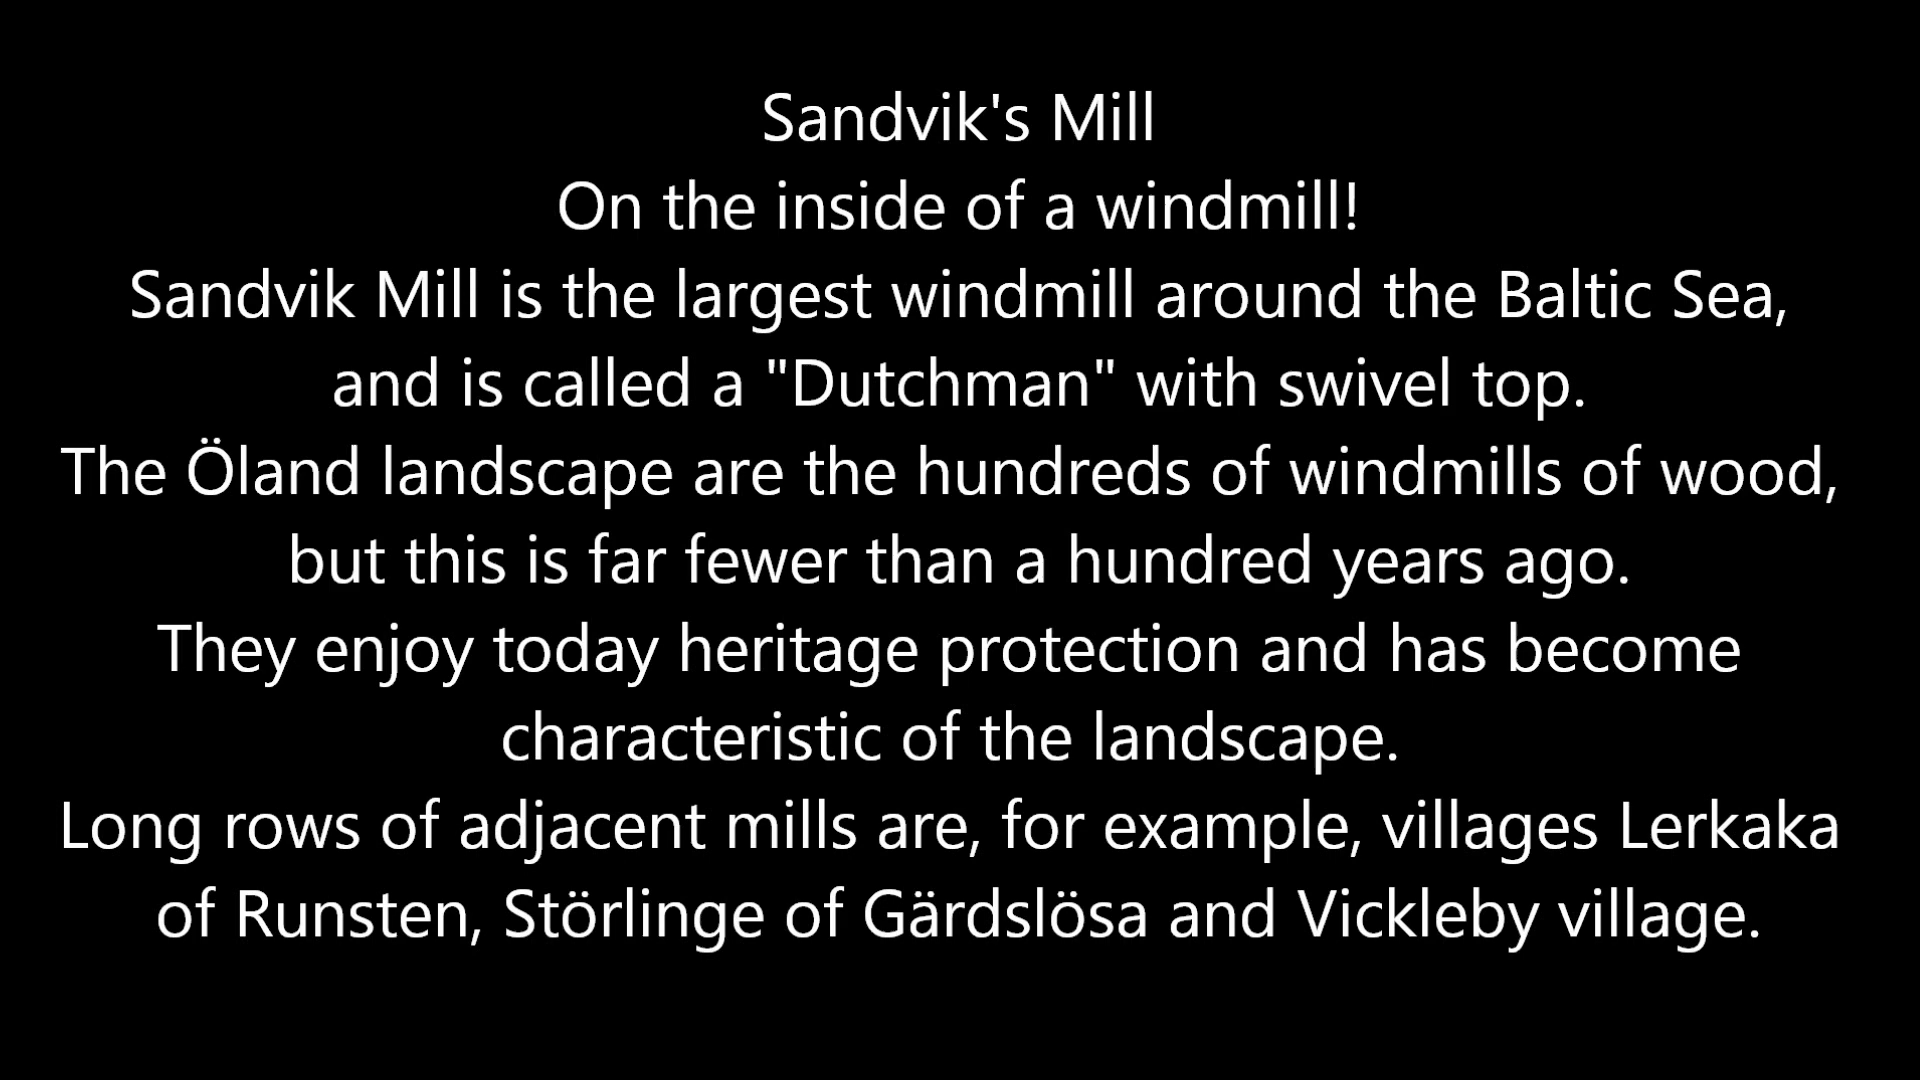 Sandvik's Mill
On the inside of a windmill!
Sandvik Mill is the largest windmill around the Baltic Sea,
and is called a "Dutchman" with swivel top.
The Öland landscape are the hundreds of windmills of wood,
but this is far fewer than a hundred years ago.
They enjoy today heritage protection and has become
characteristic of the landscape.
Long rows of adjacent mills are, for example, villages Lerkaka
of Runsten, Störlinge of Gärdslösa and Vickleby village.